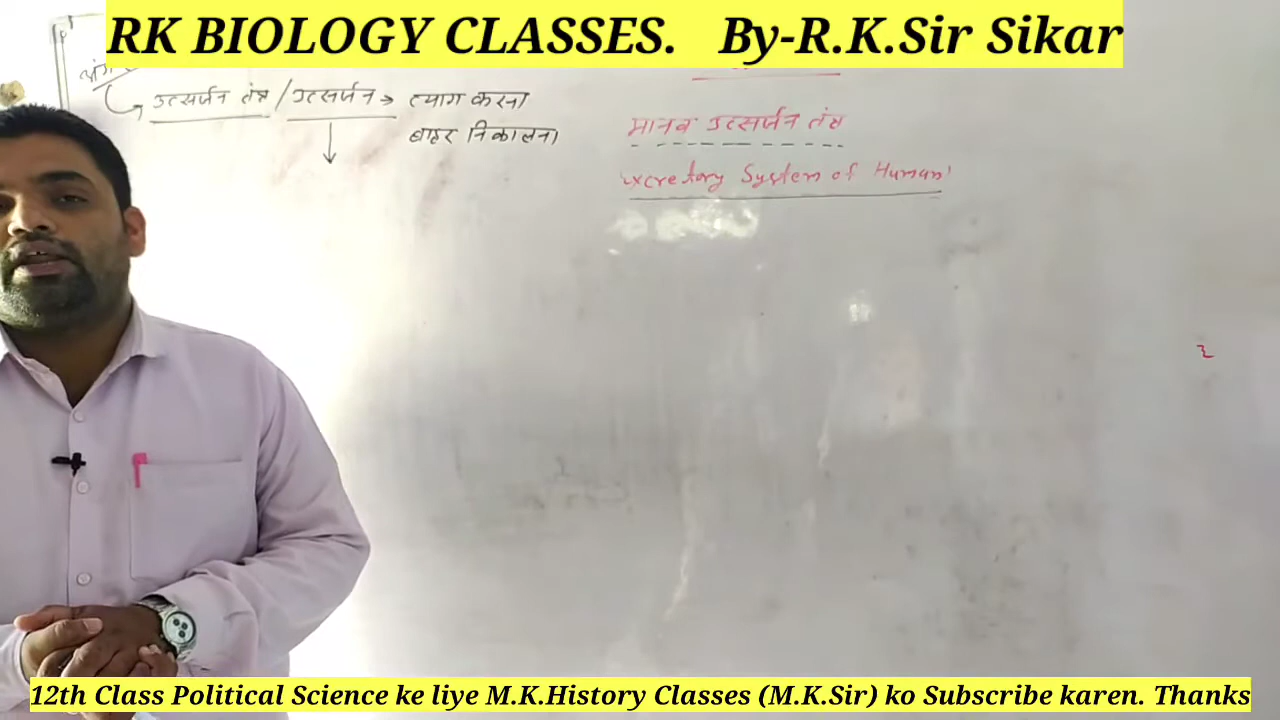 RK BIOLOGY CLASSES. By-R.K.Sir Sikar
उत्सर्जन तंत्र / उत्सर्जन → त्याग करना
बाहर निकालना
मानव उत्सर्जन तंत्र
'Excretory System of Human'
12th Class Political Science ke liye M.K.History Classes (M.K.Sir) ko Subscribe karen. Thanks